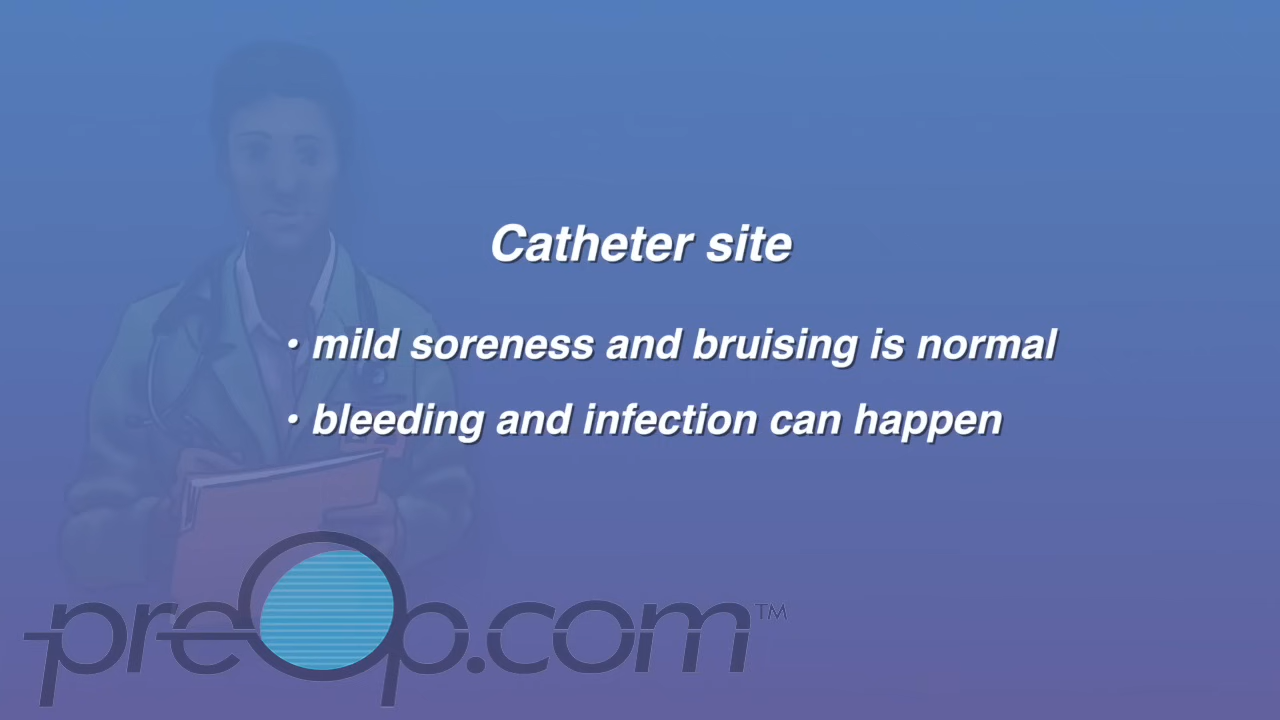 Catheter site
• mild soreness and bruising is normal
• bleeding and infection can happen
preOp.com™